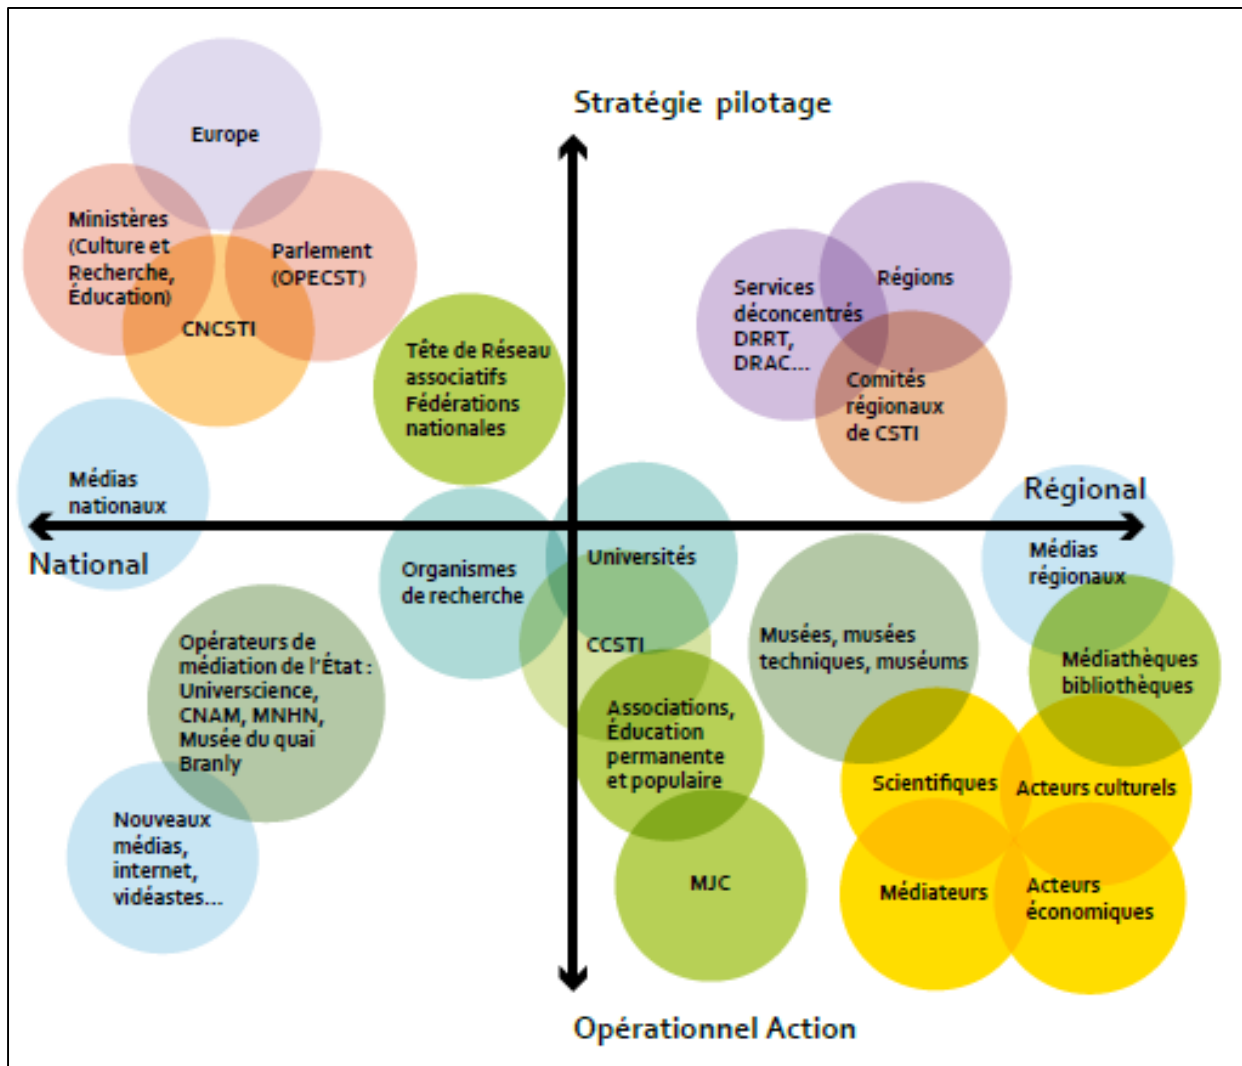 Stratégie pilotage
Europe
Ministères
(Culture et
Recherche,
Éducation)
Parlement
(OPECST)
CNCSTI
Tête de Réseau
associatifs
Fédérations
nationales
Services
déconcentrés
DRRT,
DRAC...
Régions
Comités
régionaux
de CSTI
Médias
nationaux
Régional
National
Organismes
de recherche
Universités
Médias
régionaux
CCSTI
Musées, musées
techniques, muséums
Médiathèques
bibliothèques
Opérateurs de
médiation de l'État :
Universcience,
CNAM, MNHN,
Musée du quai
Branly
Associations,
Éducation
permanente
et populaire
Scientifiques
Acteurs culturels
Nouveaux
médias,
internet,
vidéastes...
MJC
Médiateurs
Acteurs
économiques
Opérationnel Action